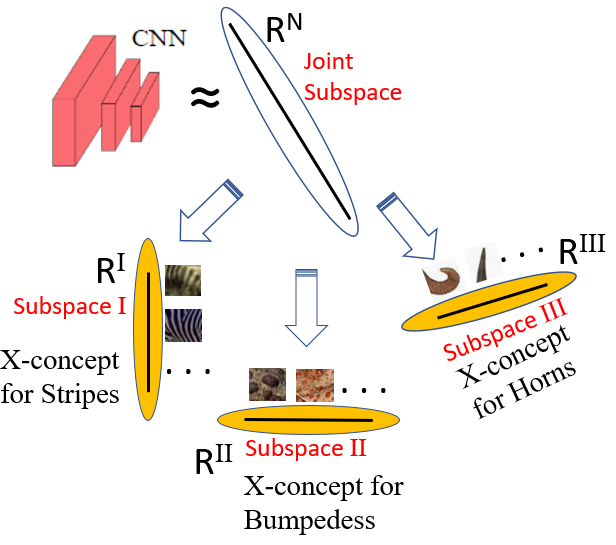 CNN
≈
R^N
Joint
Subspace
R^I
Subspace I
X-concept
for Stripes
. . .
. . .
R^II
Subspace II
X-concept for
Bumpedess
. . .
R^III
Subspace III
X-concept
for Horns